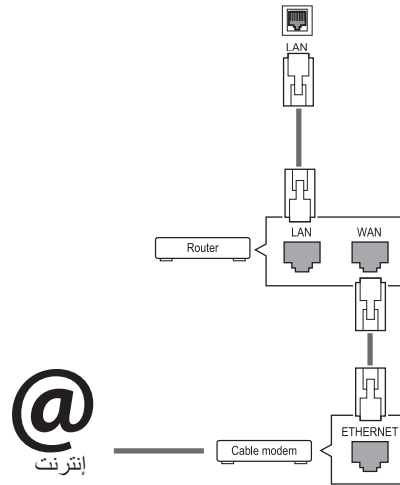 LAN
LAN WAN
Router
ETHERNET
@
إنترنت
Cable modem